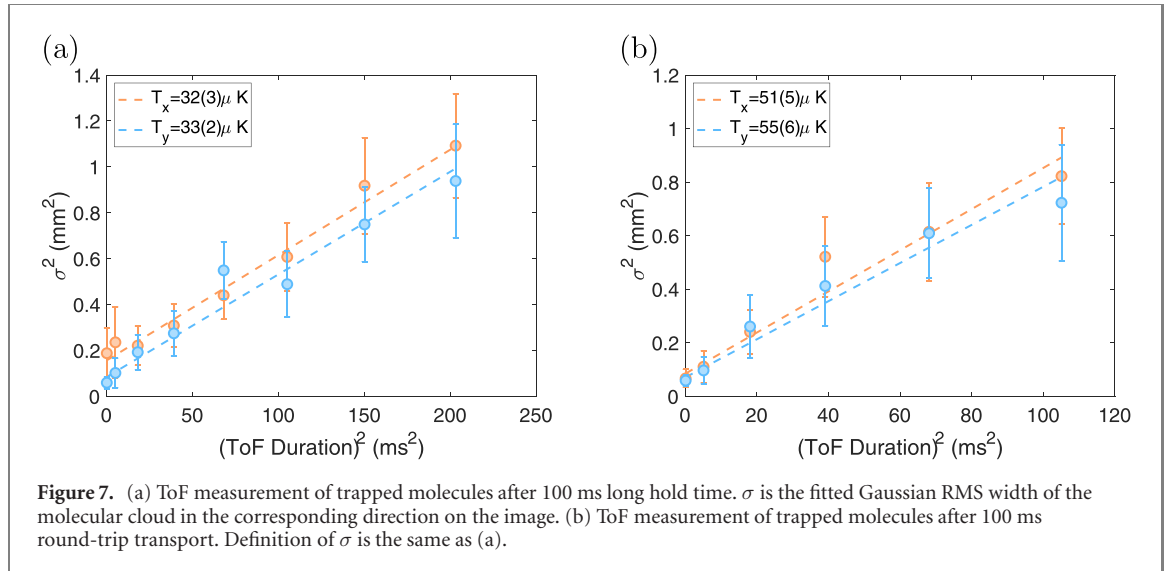 (a)
1.4
1.2
1
0.8
0.6
0.4
0.2
0
σ² (mm²)
T_x=32(3)μ K
T_y=33(2)μ K
0 50 100 150 200 250
(ToF Duration)² (ms²)
(b)
1.2
1
0.8
0.6
0.4
0.2
0
σ² (mm²)
T_x=51(5)μ K
T_y=55(6)μ K
0 20 40 60 80 100 120
(ToF Duration)² (ms²)
Figure 7. (a) ToF measurement of trapped molecules after 100 ms long hold time. σ is the fitted Gaussian RMS width of the
molecular cloud in the corresponding direction on the image. (b) ToF measurement of trapped molecules after 100 ms
round-trip transport. Definition of σ is the same as (a).